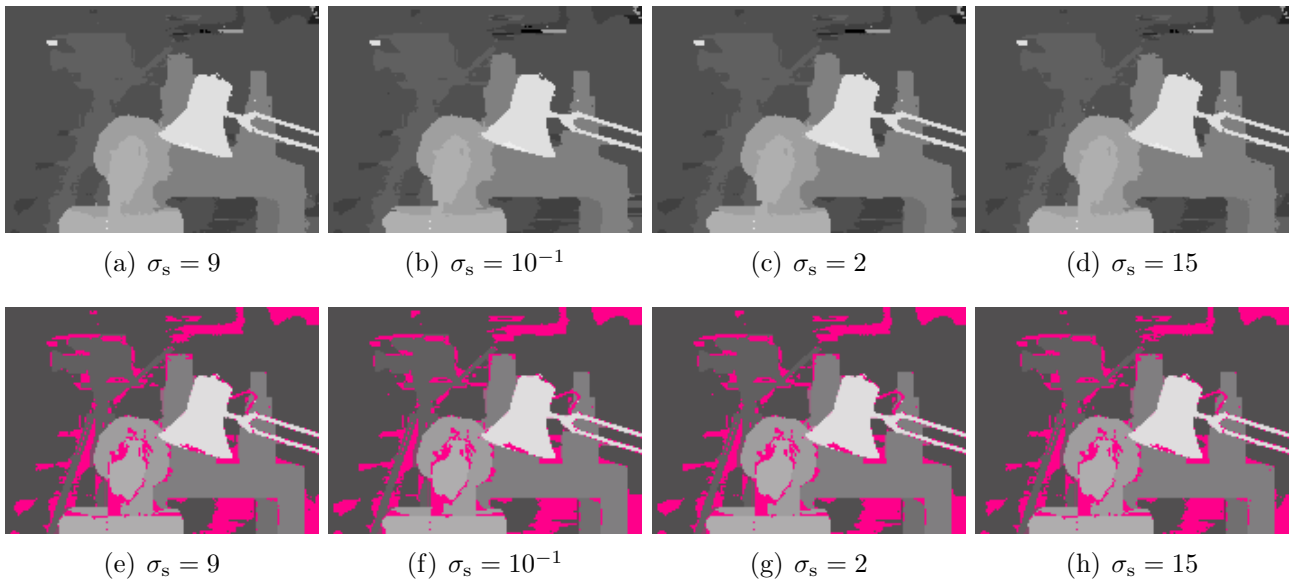 (a) σₛ = 9 (b) σₛ = 10⁻¹ (c) σₛ = 2 (d) σₛ = 15
(e) σₛ = 9 (f) σₛ = 10⁻¹ (g) σₛ = 2 (h) σₛ = 15